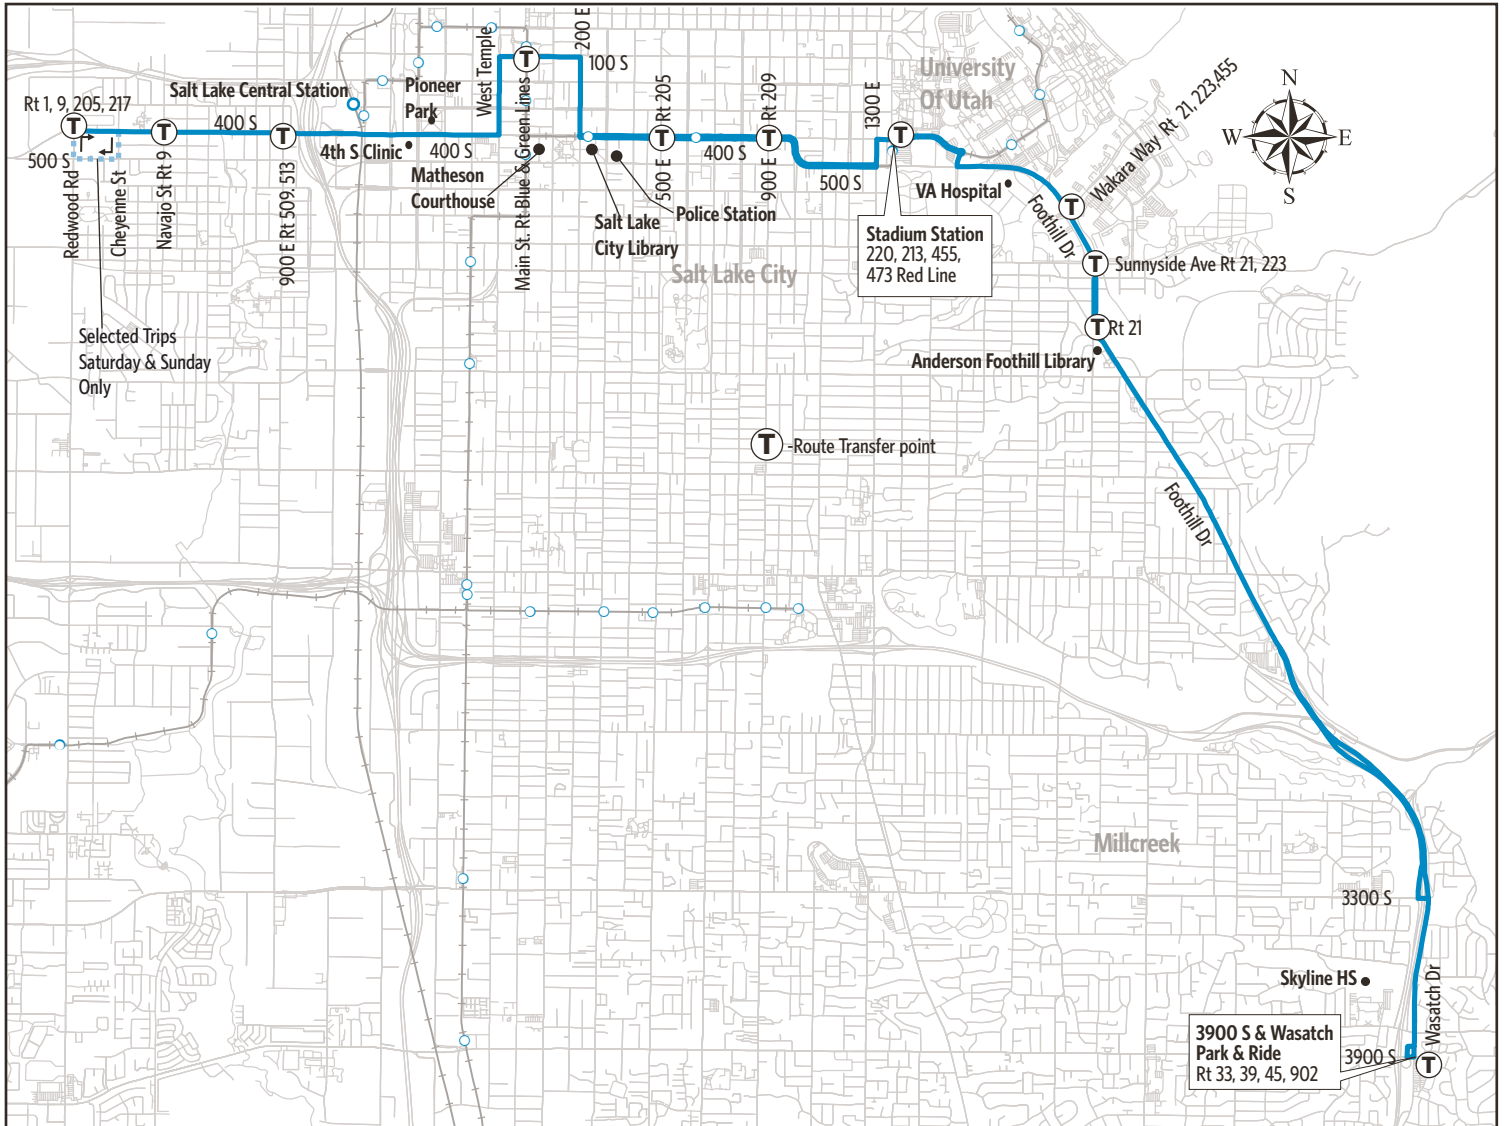 200 E
West Temple
100 S
University
Of Utah
Salt Lake Central Station
Pioneer
Park
Rt 1, 9, 205, 217
400 S
4th S Clinic
400 S
Matheson
Courthouse
500 S
Redwood Rd
Cheyenne St
Navajo St Rt 9
900 E Rt 509. 513
Main St. Rt. Blue & Green Lines
T
T
T
T
T
T
T
T
T
T
T
Rt 205
500 E
Rt 209
900 E
400 S
500 S
1300 E
Salt Lake
City Library
Police Station
Salt Lake City
VA Hospital
Stadium Station
220, 213, 455,
473 Red Line
Wakara Way Rt 21, 223,455
Foothill Dr
Sunnyside Ave Rt 21, 223
Rt 21
Anderson Foothill Library
N
W
E
S
Selected Trips
Saturday & Sunday
Only
T
-Route Transfer point
Foothill Dr
Millcreek
3300 S
Skyline HS
Wasatch Dr
3900 S & Wasatch
Park & Ride
Rt 33, 39, 45, 902
3900 S
T